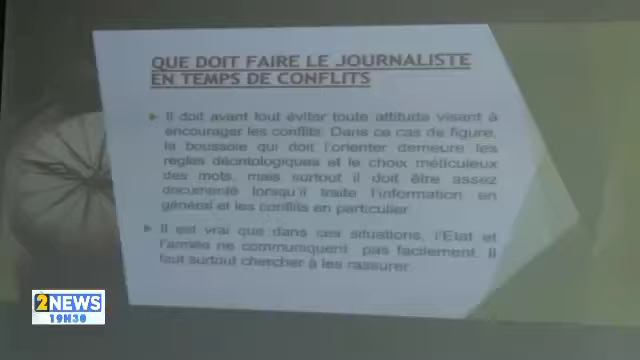 QUE DOIT FAIRE LE JOURNALISTE
EN TEMPS DE CONFLITS
Il doit avant tout éviter toute attitude visant à
encourager les conflits. Dans ce cas de figure,
la boussole qui doit l'orienter demeure les
règles déontologiques et le choix méticuleux
des mots, mais surtout il doit être assez
documenté lorsqu'il traite l'information en
général et les conflits en particulier.
Il est vrai que dans ces situations, l'Etat et
l'armée ne communiquent pas facilement. Il
faut surtout chercher à les rassurer.
2NEWS
19H30